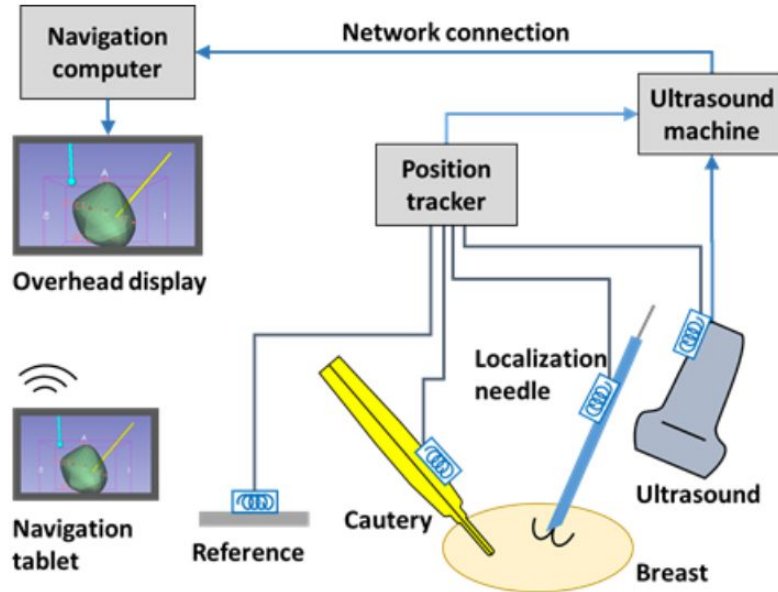 Navigation
computer
Network connection
Ultrasound
machine
Position
tracker
A
Overhead display
Localization
needle
A
Navigation
tablet
Reference
Cautery
Ultrasound
Breast